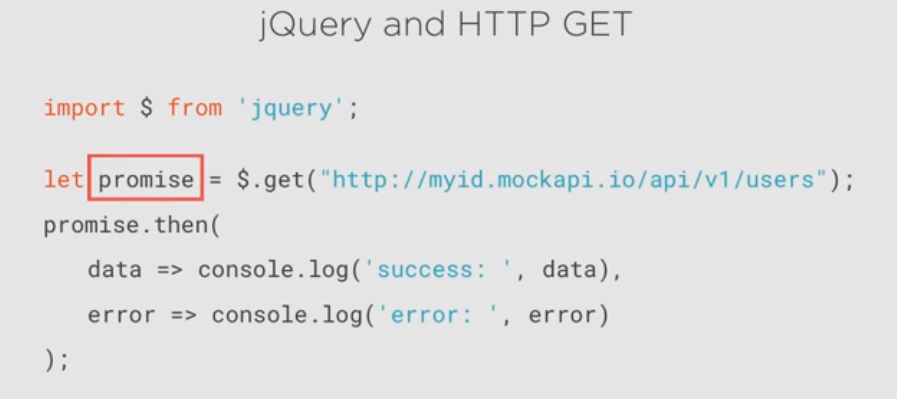 jQuery and HTTP GET
import $ from 'jquery';
let promise = $.get("http://myid.mockapi.io/api/v1/users");
promise.then(
data => console.log('success: ', data),
error => console.log('error: ', error)
);